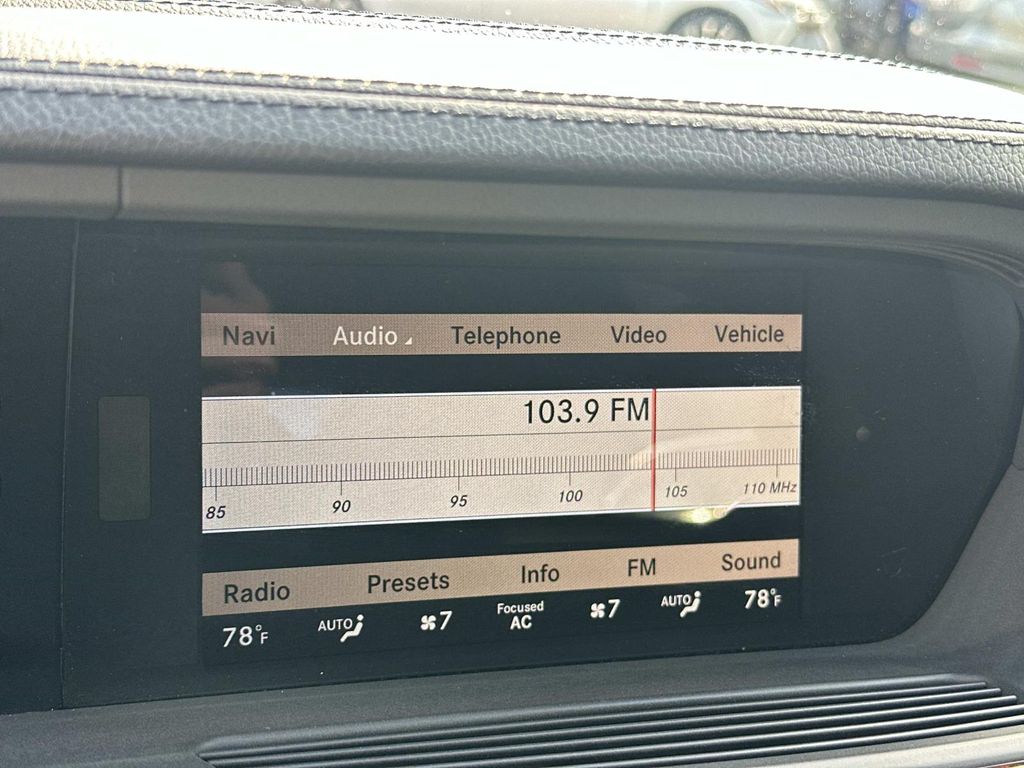 Navi Audio Telephone Video Vehicle
103.9 FM
85 90 95 100 105 110 MHz
Radio Presets Info FM Sound
78°F AUTO 7 Focused AC 7 AUTO 78°F